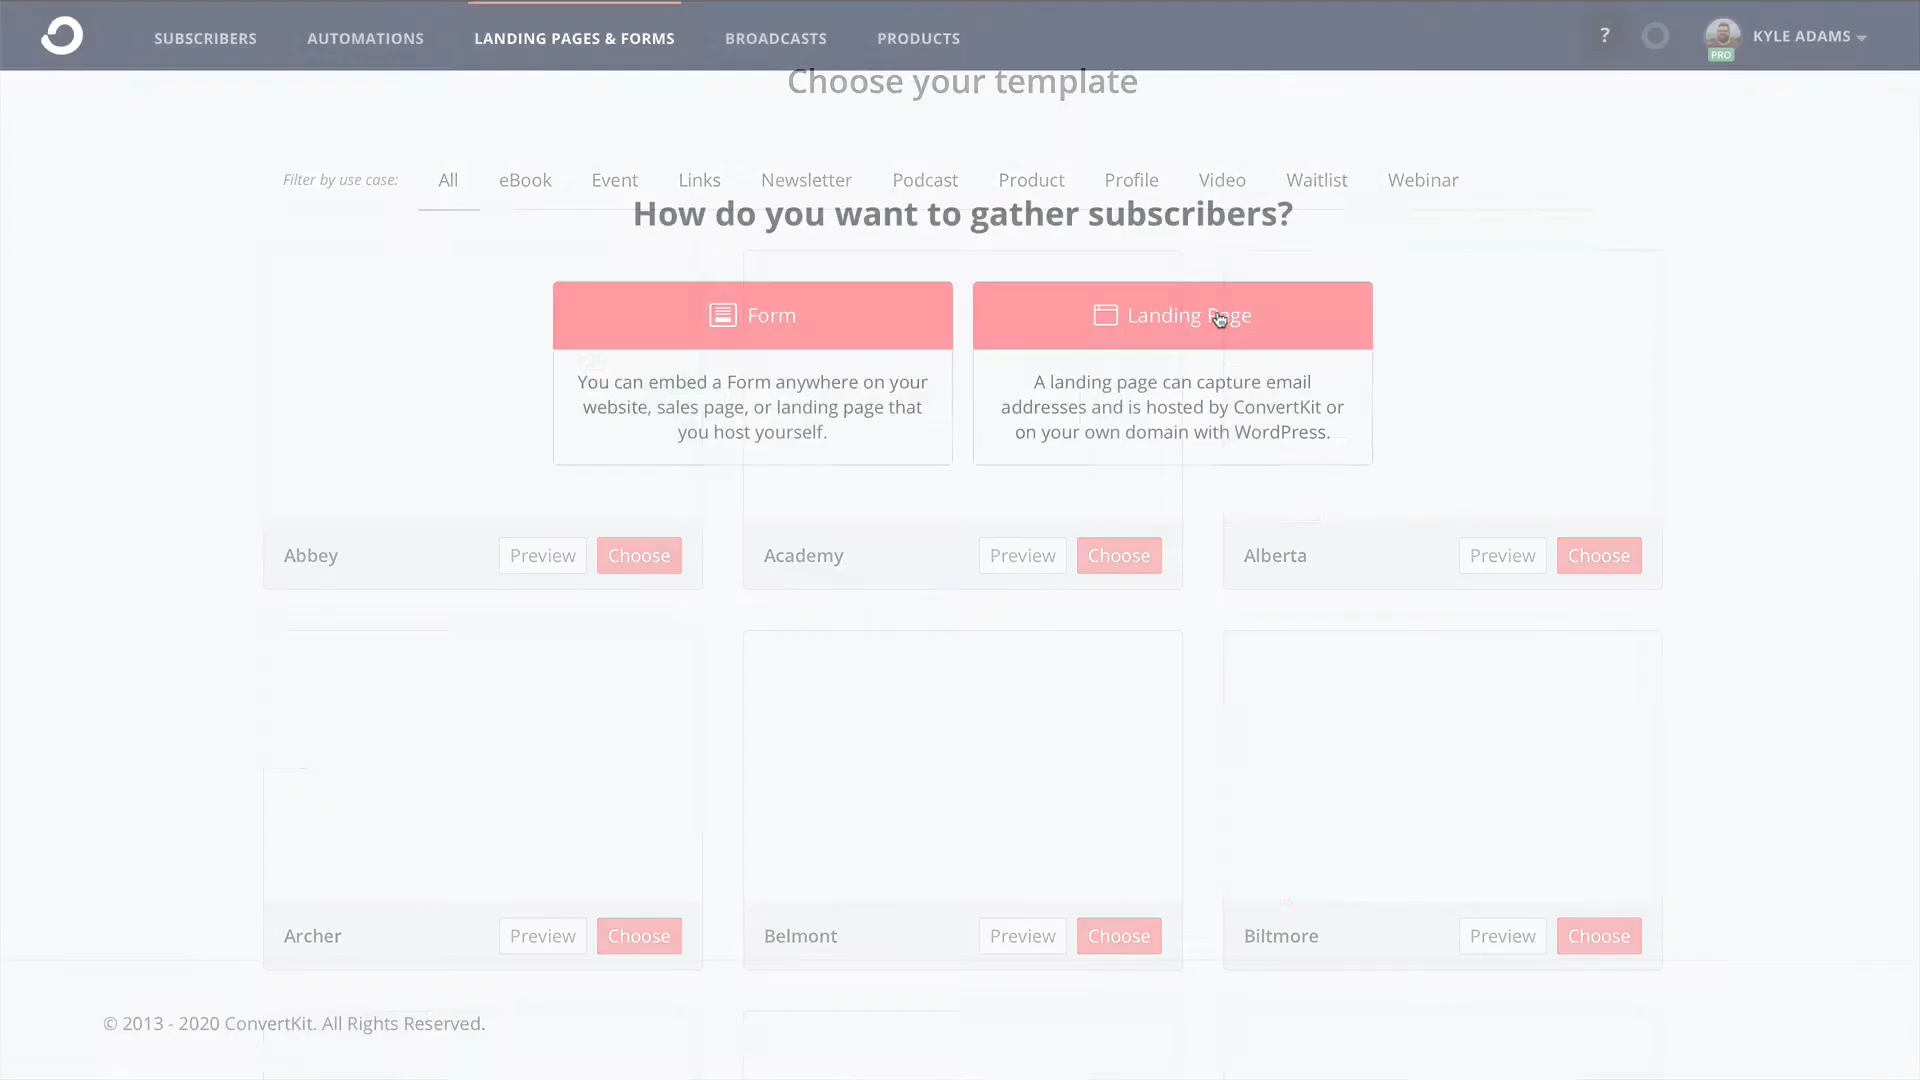 SUBSCRIBERS AUTOMATIONS LANDING PAGES & FORMS BROADCASTS PRODUCTS ? KYLE ADAMS
PRO
Choose your template
Filter by use case: All eBook Event Links Newsletter Podcast Product Profile Video Waitlist Webinar
How do you want to gather subscribers?
Form
You can embed a Form anywhere on your
website, sales page, or landing page that
you host yourself.
Landing Page
A landing page can capture email
addresses and is hosted by ConvertKit or
on your own domain with WordPress.
Abbey Preview Choose
Academy Preview Choose
Alberta Preview Choose
Archer Preview Choose
Belmont Preview Choose
Biltmore Preview Choose
© 2013 - 2020 ConvertKit. All Rights Reserved.